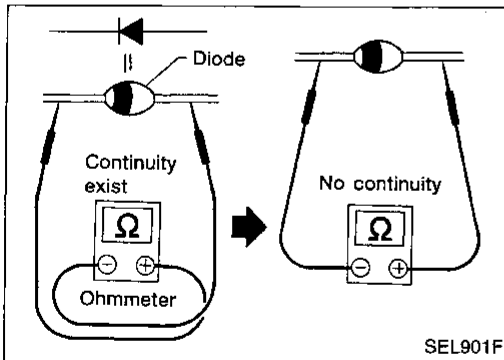 Diode
Continuity
exist
Ω
⊖ ⊕
Ohmmeter
No continuity
Ω
⊖ ⊕
SEL901F